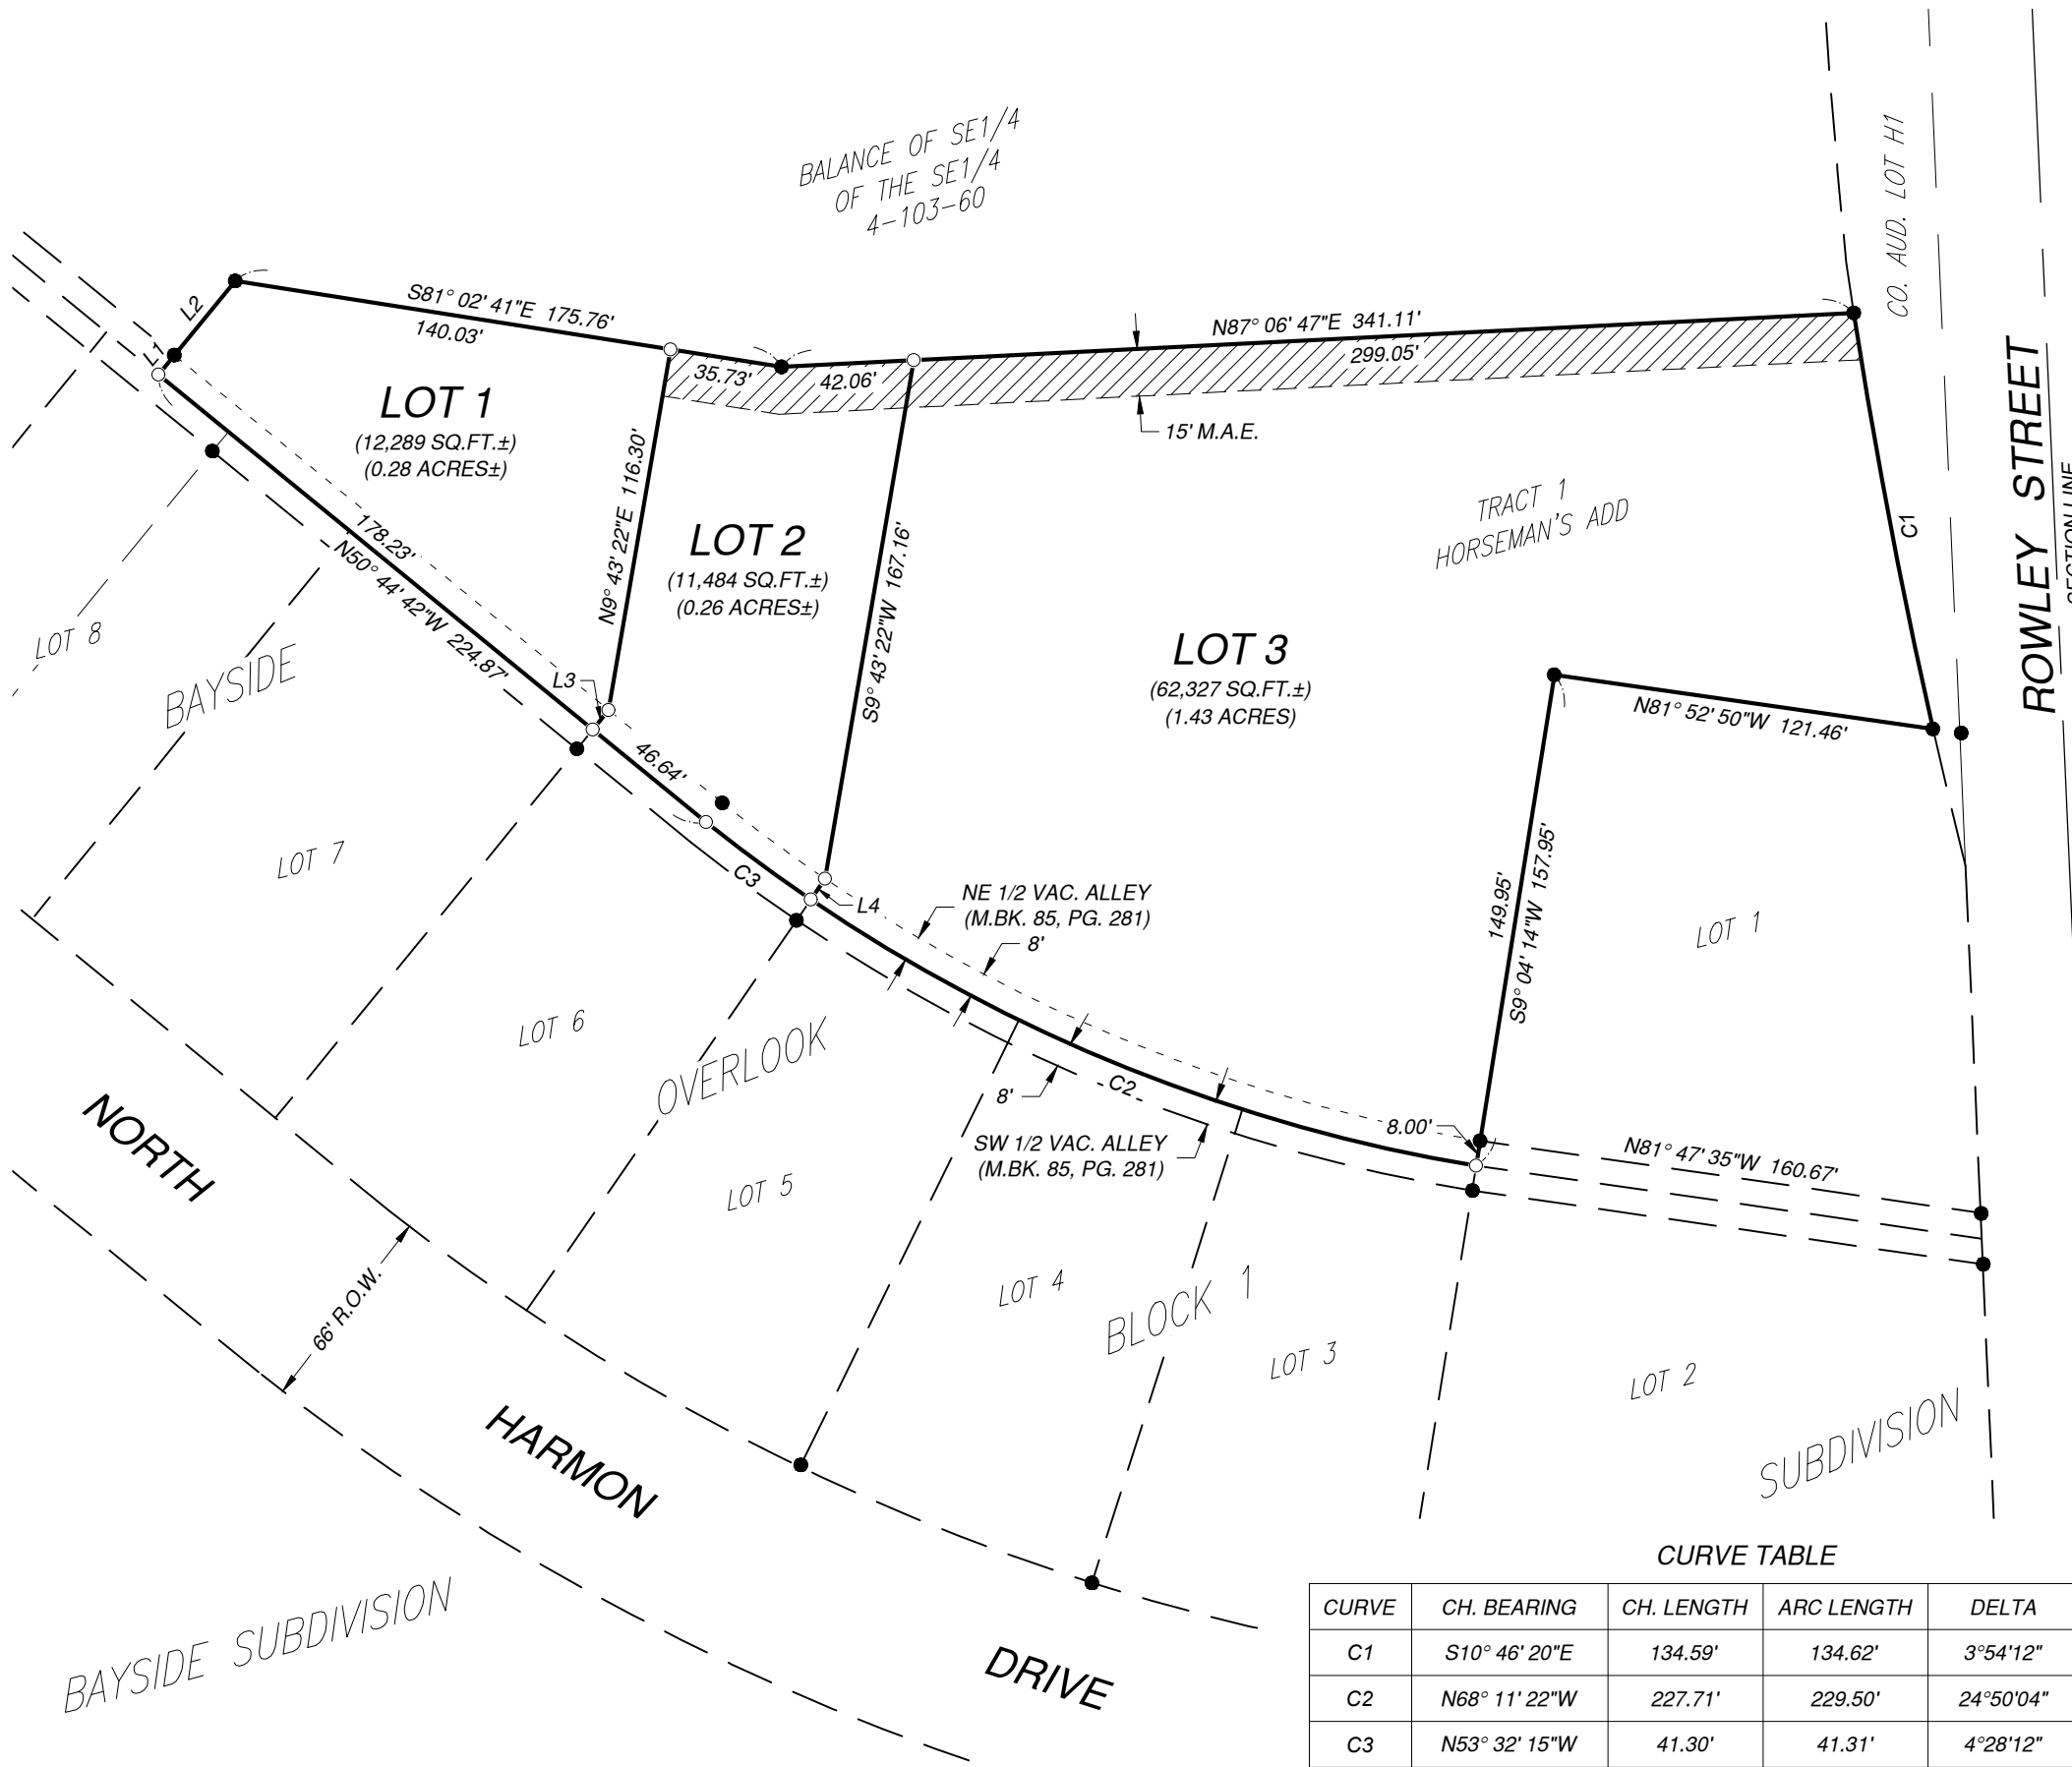 BALANCE OF SE1/4
OF THE SE1/4
4-103-60
CO. AUD. LOT H1
ROWLEY STREET
SECTION LINE
L2
L1
S81° 02' 41"E 175.76'
140.03'
N87° 06' 47"E 341.11'
299.05'
35.73'
42.06'
15' M.A.E.
LOT 1
(12,289 SQ.FT.±)
(0.28 ACRES±)
N9° 43' 22"E 116.30'
LOT 2
(11,484 SQ.FT.±)
(0.26 ACRES±)
S9° 43' 22"W 167.16'
TRACT 1
HORSEMAN'S ADD
C1
LOT 3
(62,327 SQ.FT.±)
(1.43 ACRES)
178.23'
N50° 44' 42"W 224.87'
L3
46.64'
N81° 52' 50"W 121.46'
LOT 8
BAYSIDE
LOT 7
C3
L4
NE 1/2 VAC. ALLEY
(M.BK. 85, PG. 281)
8'
149.95'
S9° 04' 14"W 157.95'
LOT 1
LOT 6
OVERLOOK
C2
8'
SW 1/2 VAC. ALLEY
(M.BK. 85, PG. 281)
8.00'
N81° 47' 35"W 160.67'
NORTH
LOT 5
66' R.O.W.
LOT 4
BLOCK 1
LOT 3
LOT 2
HARMON
SUBDIVISION
DRIVE
BAYSIDE SUBDIVISION
CURVE TABLE
CURVE CH. BEARING CH. LENGTH ARC LENGTH DELTA
C1 S10° 46' 20"E 134.59' 134.62' 3°54'12"
C2 N68° 11' 22"W 227.71' 229.50' 24°50'04"
C3 N53° 32' 15"W 41.30' 41.31' 4°28'12"